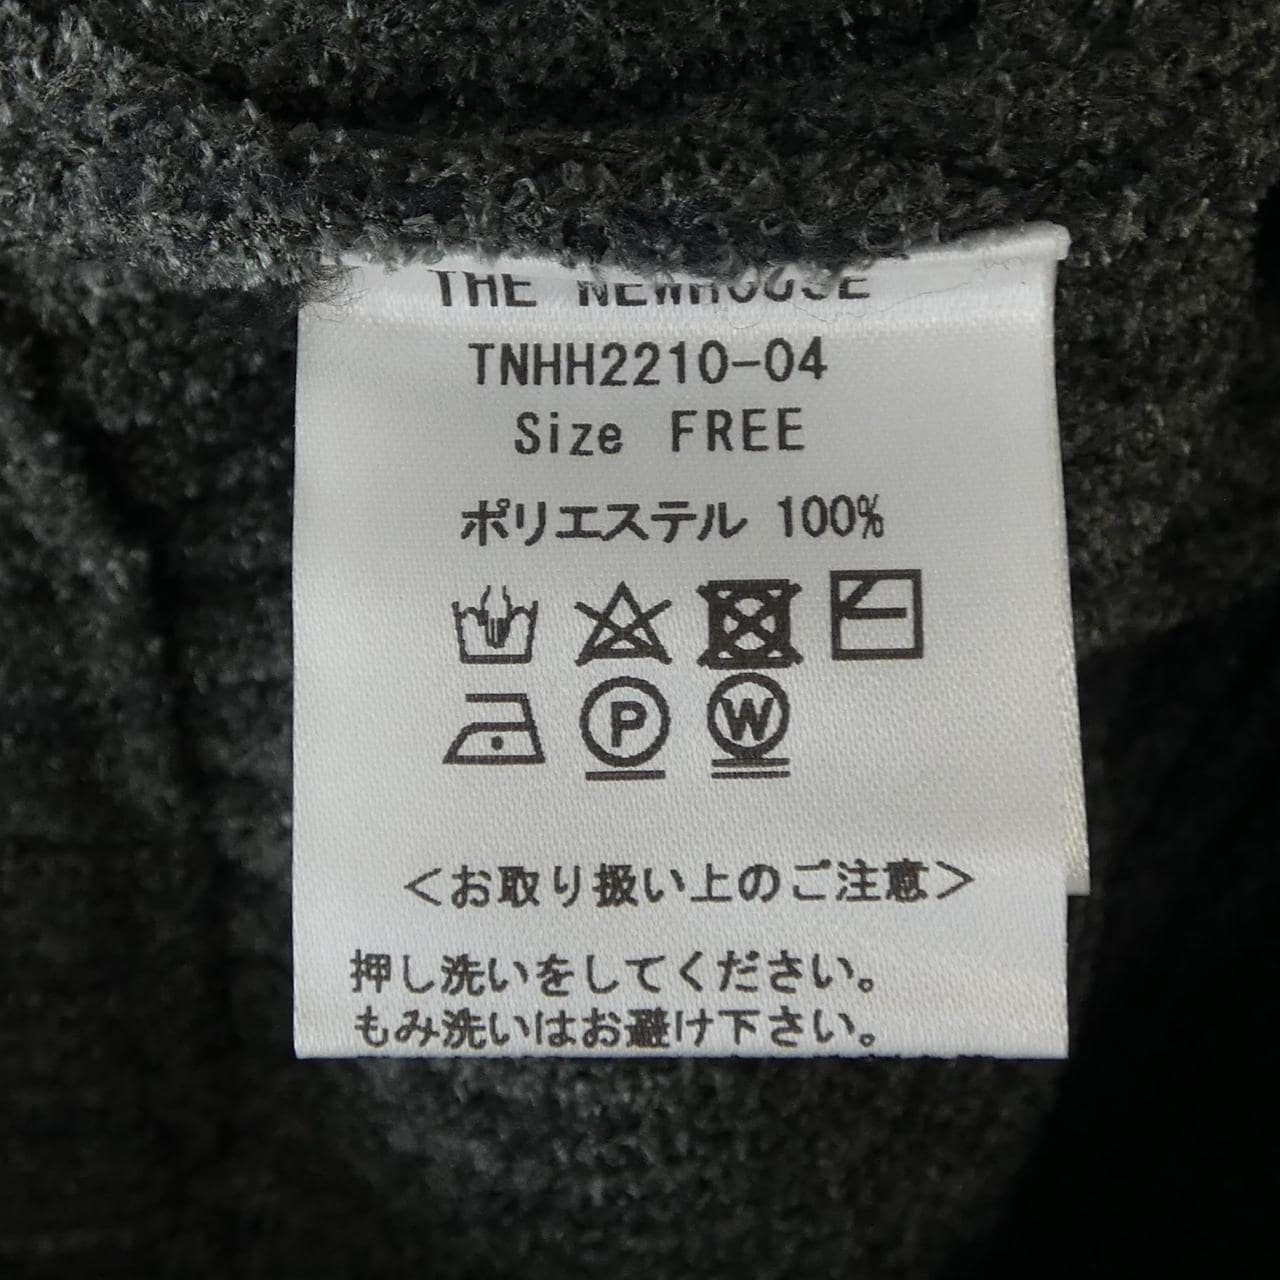 THE NEWHOUSE
TNHH2210-04
Size FREE
ポリエステル 100%
P W
<お取り扱い上のご注意>
押し洗いをしてください。
もみ洗いはお避け下さい。